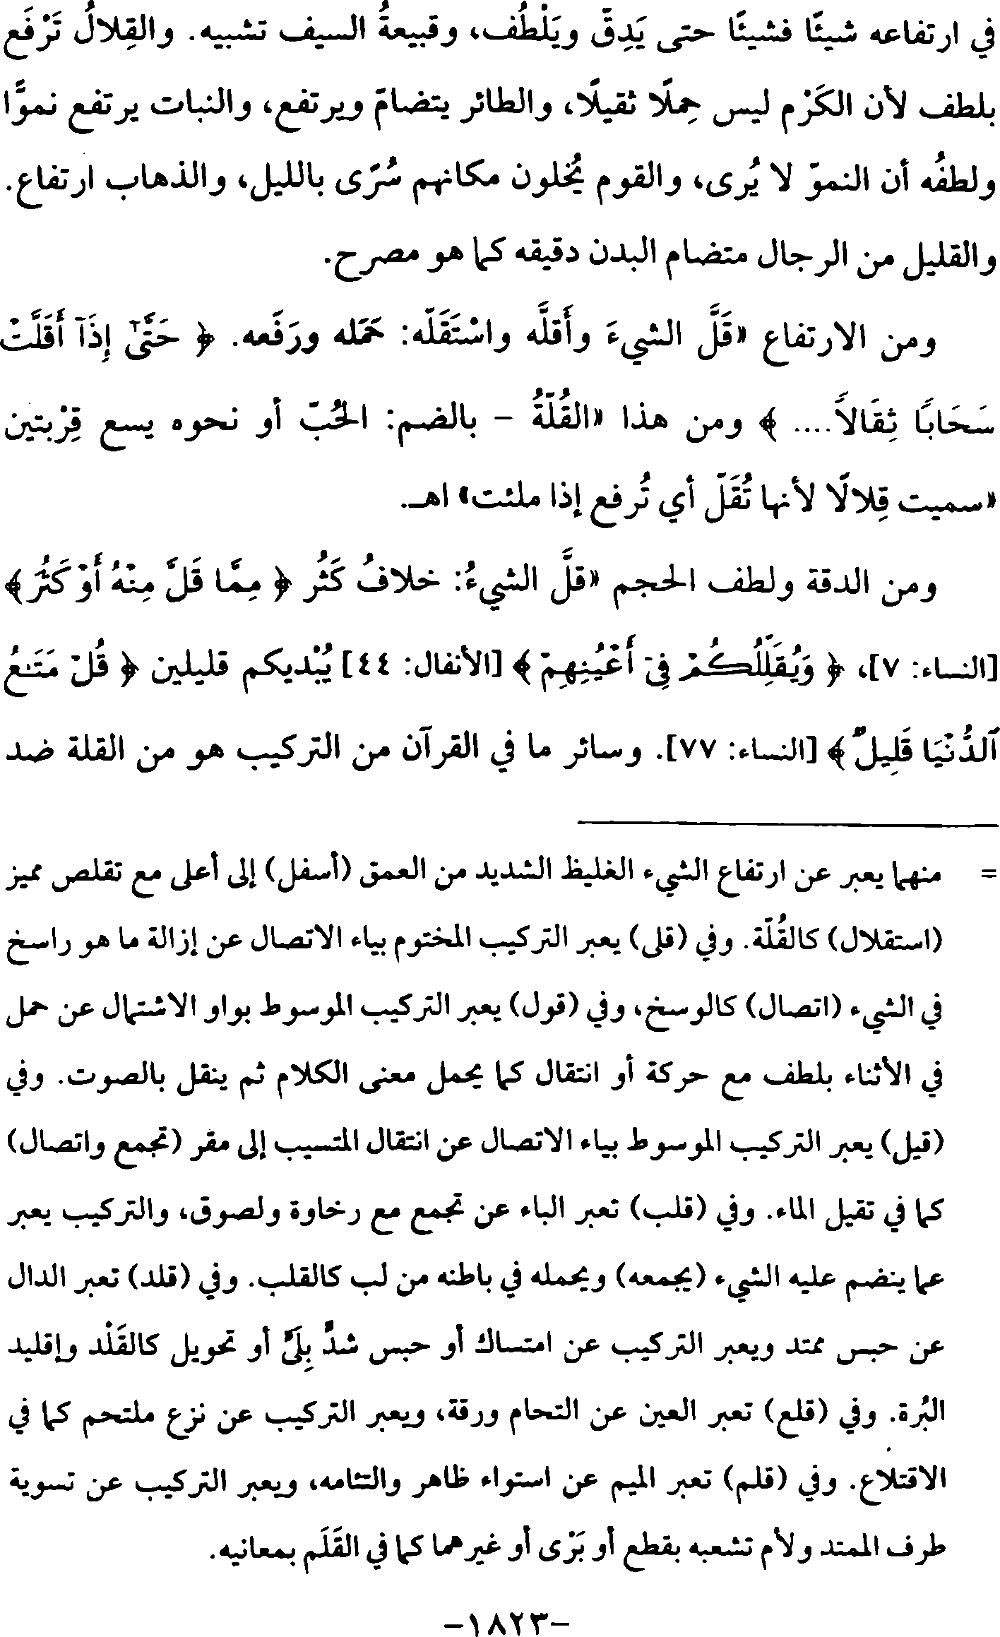 في ارتفاعه شيئًا فشيئًا حتى يَدِقّ ويَلْطُف، وقبيعةُ السيف تشبيه. والقِلالُ تَرْفَع
بلطف لأن الكَرْم ليس حِملًا ثقيلًا، والطائر يتضامّ ويرتفع، والنبات يرتفع نموًّا
ولطفُه أن النموّ لا يُرى، والقوم يُخلون مكانهم سُرًى بالليل، والذهاب ارتفاع.
والقليل من الرجال متضام البدن دقيقه كما هو مصرح.
ومن الارتفاع «قَلَّ الشيءَ وأَقلَّه واسْتَقَلّه: حَمَله ورَفَعه. ﴿ حَتَّىٰٓ إِذَآ أَقَلَّتْ
سَحَابًا ثِقَالاً.... ﴾ ومن هذا «القُلّةُ - بالضم: الحُبّ أو نحوه يسع قِرْبتين
«سميت قِلالًا لأنها تُقَلّ أي تُرفع إذا ملئت» اهـ.
ومن الدقة ولطف الحجم «قلَّ الشيءُ: خلافُ كَثُر ﴿ مِمَّا قَلَّ مِنْهُ أَوْ كَثُرَ ﴾
[النساء: ٧]، ﴿ وَيُقَلِّلُكُمْ فِىٓ أَعْيُنِهِمْ ﴾ [الأنفال: ٤٤] يُبْديكم قليلين ﴿ قُلْ مَتَـٰعُ
ٱلدُّنْيَا قَلِيلٌ ﴾ [النساء: ٧٧]. وسائر ما في القرآن من التركيب هو من القلة ضد
= منهما يعبر عن ارتفاع الشيء الغليظ الشديد من العمق (أسفل) إلى أعلى مع تقلص مميز
(استقلال) كالقُلّة. وفي (قلى) يعبر التركيب المختوم بياء الاتصال عن إزالة ما هو راسخ
في الشيء (اتصال) كالوسخ، وفي (قول) يعبر التركيب الموسوط بواو الاشتمال عن حمل
في الأثناء بلطف مع حركة أو انتقال كما يحمل معنى الكلام ثم ينقل بالصوت. وفي
(قيل) يعبر التركيب الموسوط بياء الاتصال عن انتقال المتسيب إلى مقر (تجمع واتصال)
كما في تقيل الماء. وفي (قلب) تعبر الباء عن تجمع مع رخاوة ولصوق، والتركيب يعبر
عما ينضم عليه الشيء (يجمعه) ويحمله في باطنه من لب كالقلب. وفي (قلد) تعبر الدال
عن حبس ممتد ويعبر التركيب عن امتساك أو حبس شدٌّ بِلَيٍّ أو تحويل كالقَلْد وإقليد
البُرة. وفي (قلع) تعبر العين عن التحام ورقة، ويعبر التركيب عن نزع ملتحم كما في
الاقتلاع. وفي (قلم) تعبر الميم عن استواء ظاهر والتئامه، ويعبر التركيب عن تسوية
طرف الممتد ولأم تشعبه بقطع أو بَرْى أو غيرهما كما في القَلَم بمعانيه.
-١٨٢٣-